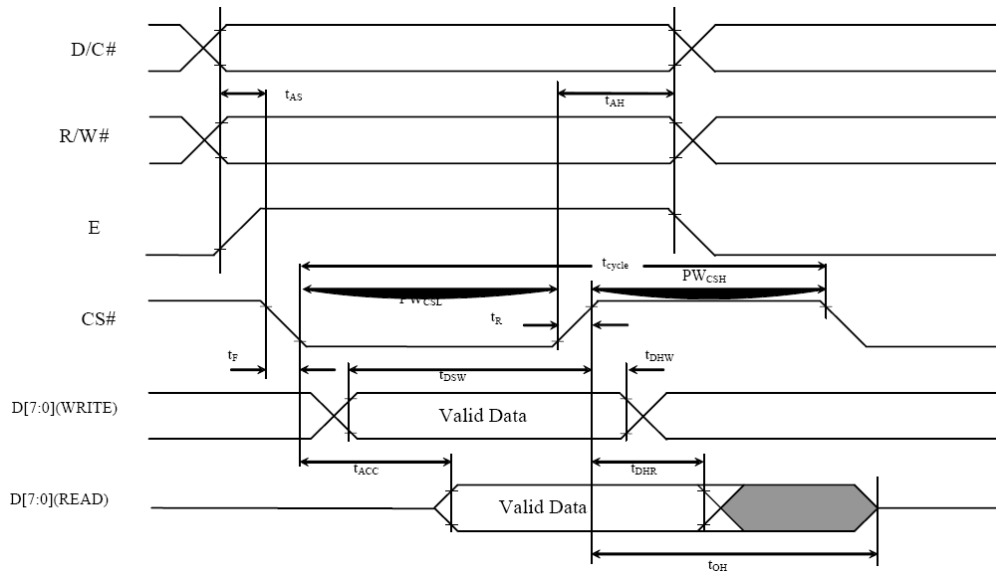 D/C#
tAS
tAH
R/W#
E
tcycle
PWCSH
PWCSL
CS#
tR
tF
tDSW
tDHW
D[7:0](WRITE)
Valid Data
tACC
tDHR
D[7:0](READ)
Valid Data
tOH